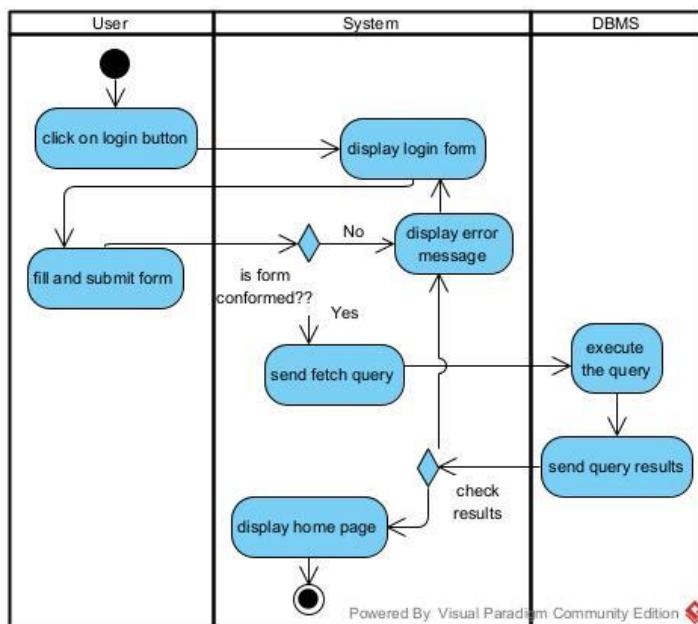 User
System
DBMS
click on login button
display login form
fill and submit form
No
display error
message
is form
conformed??
Yes
send fetch query
execute
the query
send query results
check
results
display home page
Powered By Visual Paradigm Community Edition